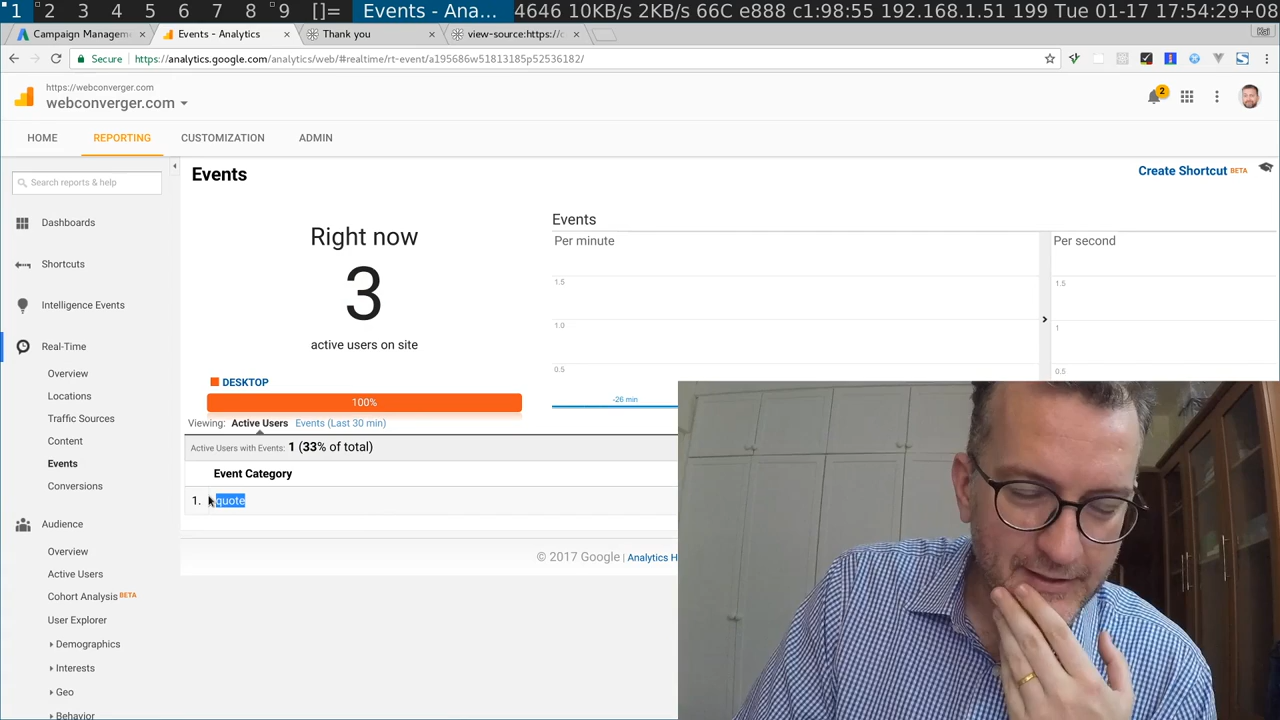 1 2 3 4 5 6 7 8 9 []= Events - Ana... 4646 10KB/s 2KB/s 66C e888 c1:98:55 192.168.1.51 199 Tue 01-17 17:54:29+08
Campaign Managem Events - Analytics Thank you view-source:https://c Kai
Secure https://analytics.google.com/analytics/web/#realtime/rt-event/a195686w51813185p52536182/
https://webconverger.com
webconverger.com
2
HOME REPORTING CUSTOMIZATION ADMIN
Search reports & help
Dashboards
Shortcuts
Intelligence Events
Real-Time
Overview
Locations
Traffic Sources
Content
Events
Conversions
Audience
Overview
Active Users
Cohort Analysis BETA
User Explorer
Demographics
Interests
Geo
Behavior
Events
Create Shortcut BETA
Right now
3
active users on site
DESKTOP
100%
Events
Per minute
1.5
1.0
0.5
-26 min
Per second
1.5
1
0.5
Viewing: Active Users Events (Last 30 min)
Active Users with Events: 1 (33% of total)
Event Category
1. quote
© 2017 Google | Analytics H